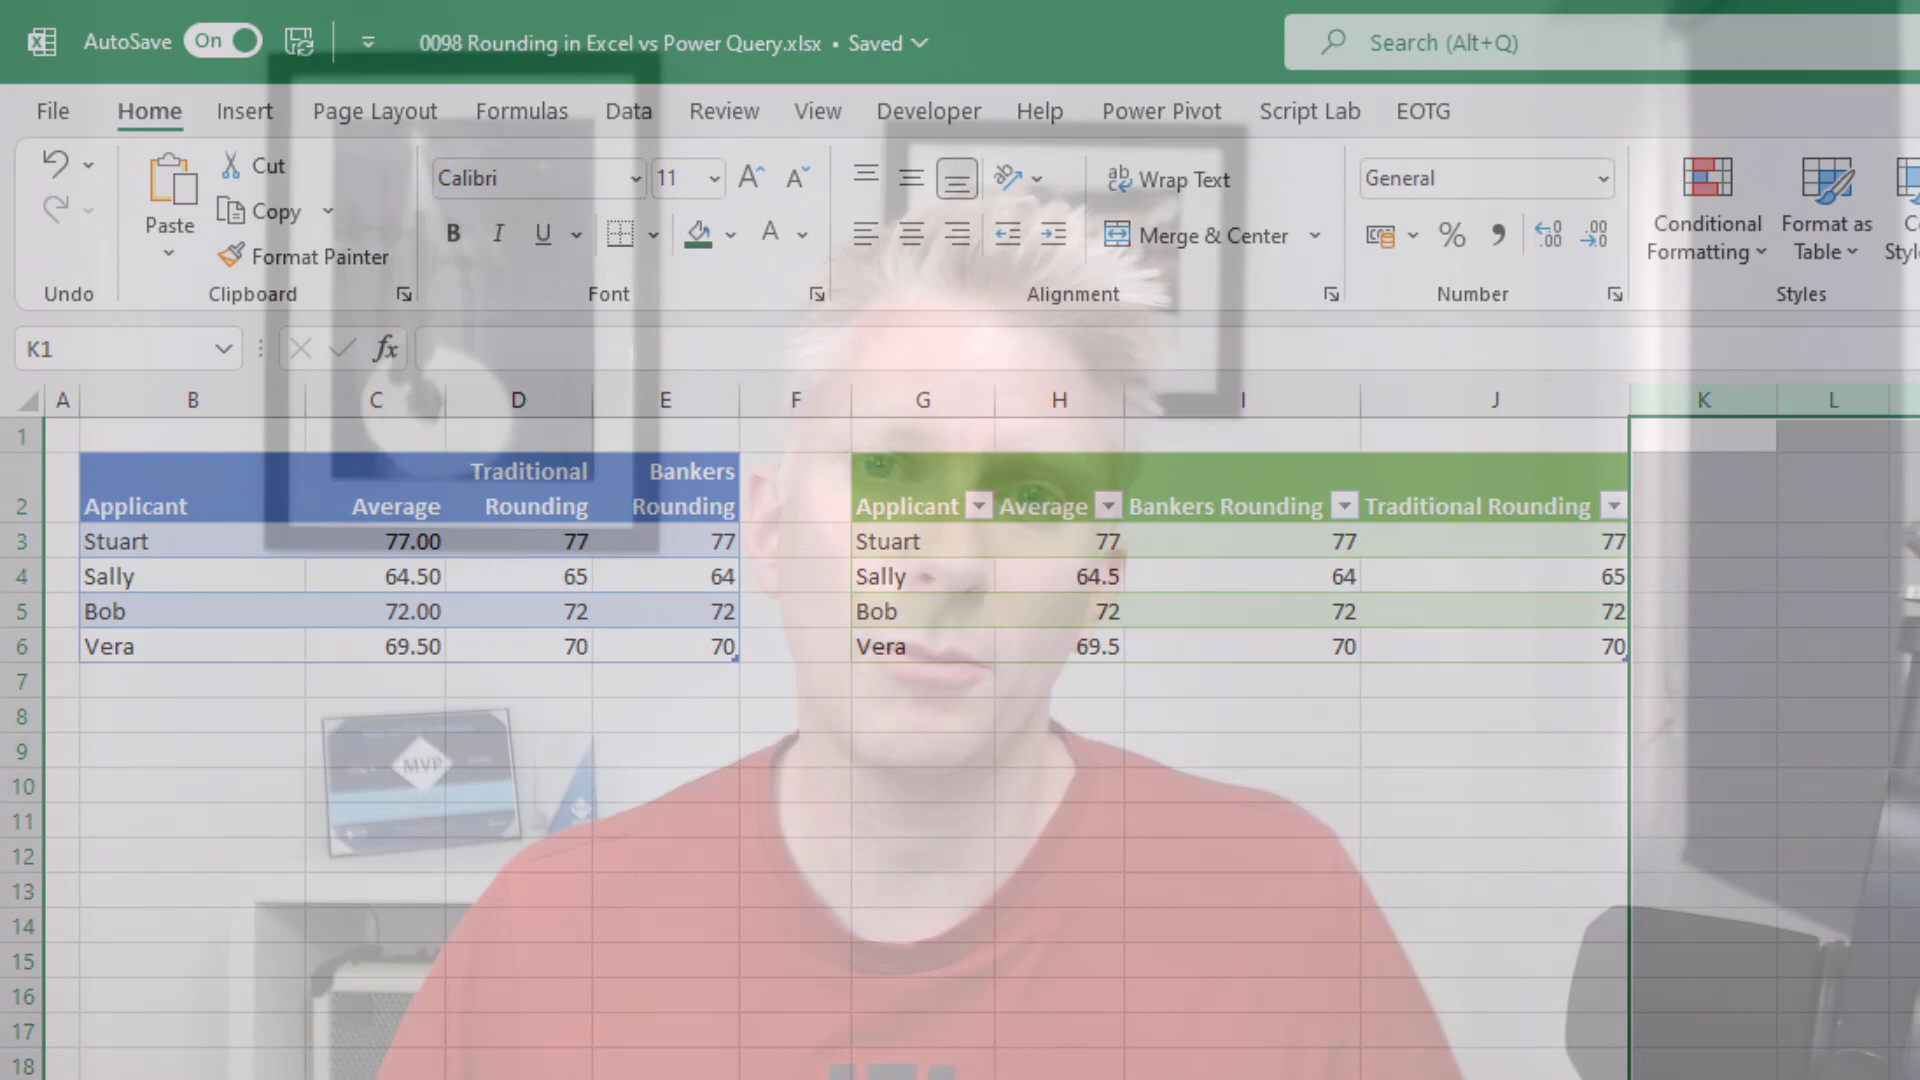 AutoSave On 0098 Rounding in Excel vs Power Query.xlsx • Saved Search (Alt+Q)
File Home Insert Page Layout Formulas Data Review View Developer Help Power Pivot Script Lab EOTG
Paste Cut
Copy
Format Painter
Calibri 11
B I U A
ab Wrap Text
Merge & Center
General
Conditional Formatting
Format as Table
Undo Clipboard Font Alignment Number Styles
K1 fx
A B C D E F G H I J K L
1
2 Applicant Average Traditional Rounding Bankers Rounding Applicant Average Bankers Rounding Traditional Rounding
3 Stuart 77.00 77 77 Stuart 77 77 77
4 Sally 64.50 65 64 Sally 64.5 64 65
5 Bob 72.00 72 72 Bob 72 72 72
6 Vera 69.50 70 70 Vera 69.5 70 70
7
8
9
10
11
12
13
14
15
16
17
18
MVP